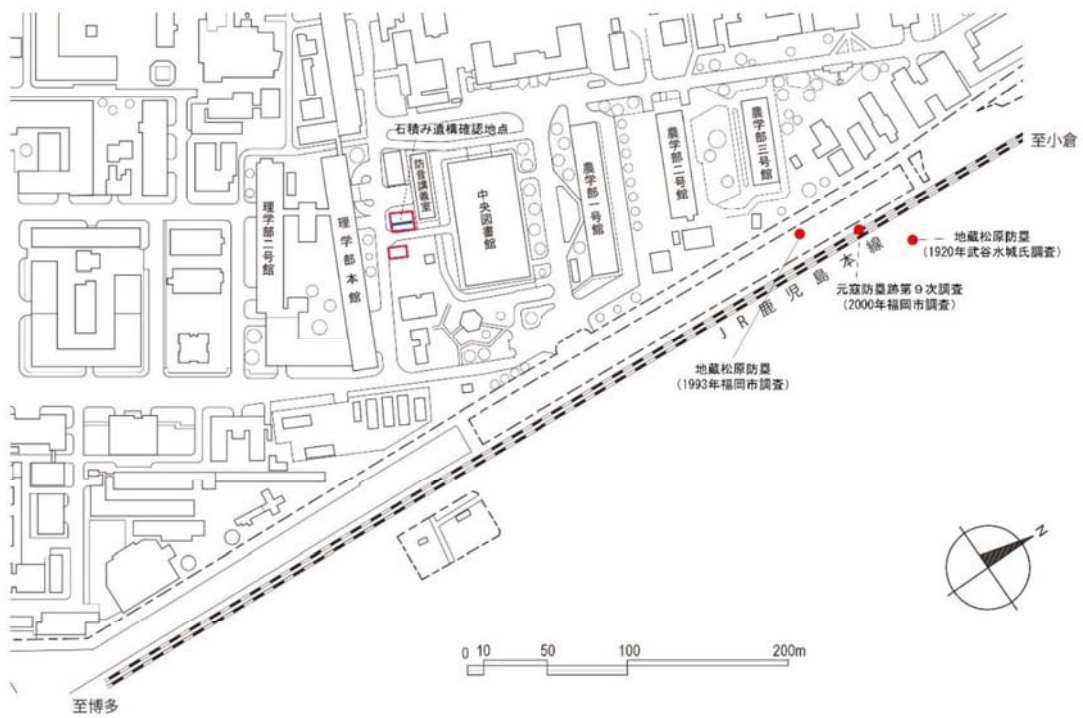 石積み遺構確認地点
防音講義室
中央図書館
農学部一号館
農学部二号館
農学部三号館
理学部二号館
理学部本館
至小倉
地蔵松原防塁
(1920年武谷水城氏調査)
元寇防塁跡第9次調査
(2000年福岡市調査)
JR鹿児島本線
地蔵松原防塁
(1993年福岡市調査)
N
0 10 50 100 200m
至博多